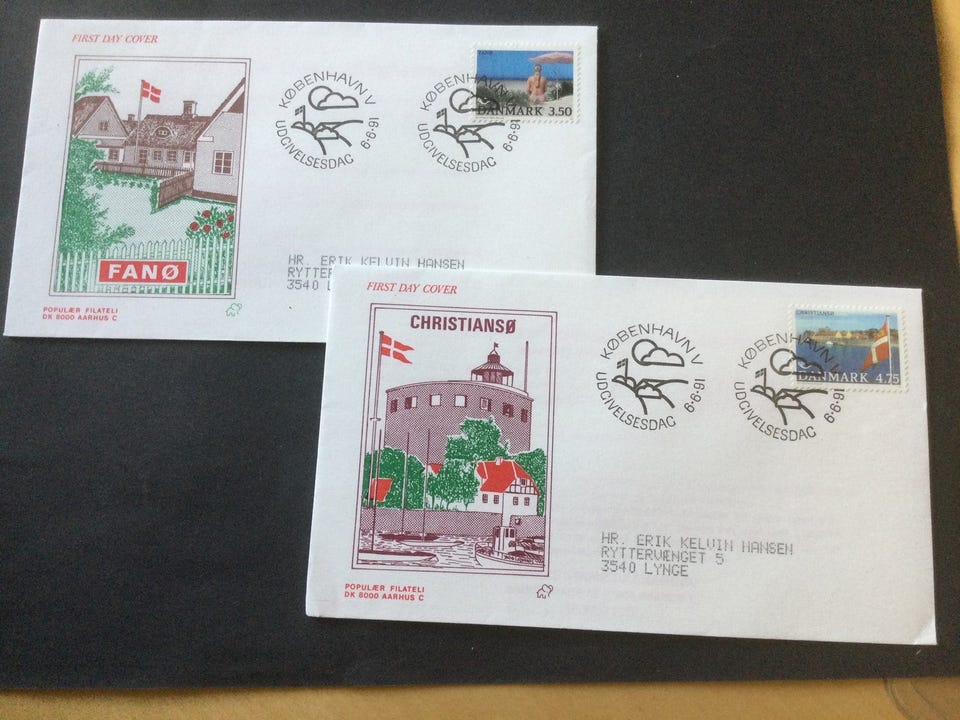 FIRST DAY COVER
KØBENHAVN V
6-6-91
UDGIVELSESDAG
KØBENHAVN V
6-6-91
UDGIVELSESDAG
FANØ
DANMARK 3.50
FANØ
HR. ERIK KELVIN HANSEN
RYTTER
3540 L
POPULÆR FILATELI
DK 8000 AARHUS C
FIRST DAY COVER
CHRISTIANSØ
KØBENHAVN V
6-6-91
UDGIVELSESDAG
KØBENHAVN V
6-6-91
UDGIVELSESDAG
CHRISTIANSØ
DANMARK 4.75
HR. ERIK KELVIN HANSEN
RYTTERVÆNGET 5
3540 LYNGE
POPULÆR FILATELI
DK 8000 AARHUS C